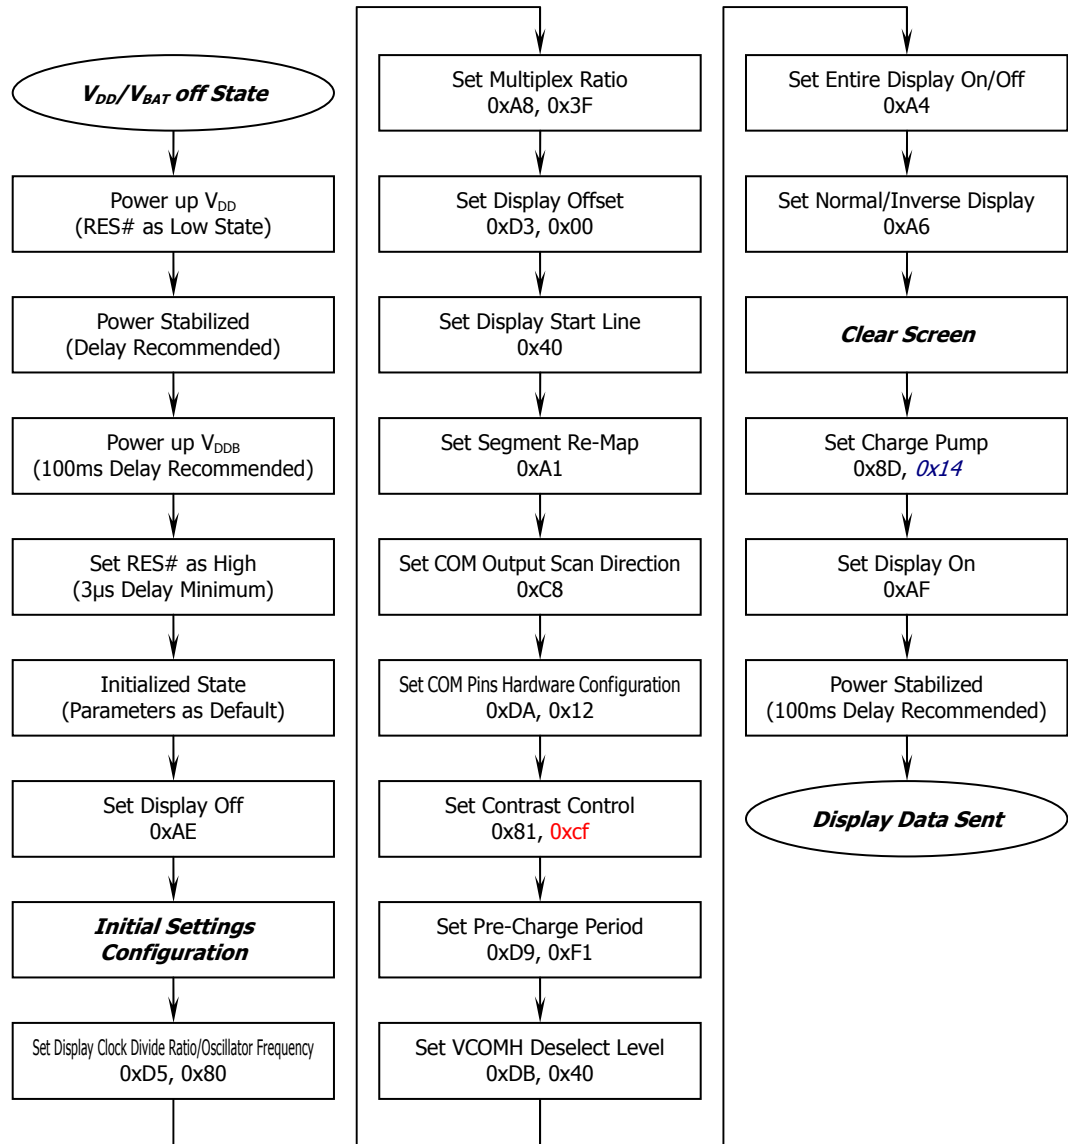 V_DD/V_BAT off State
Power up V_DD
(RES# as Low State)
Power Stabilized
(Delay Recommended)
Power up V_DDB
(100ms Delay Recommended)
Set RES# as High
(3μs Delay Minimum)
Initialized State
(Parameters as Default)
Set Display Off
0xAE
Initial Settings
Configuration
Set Display Clock Divide Ratio/Oscillator Frequency
0xD5, 0x80
Set Multiplex Ratio
0xA8, 0x3F
Set Display Offset
0xD3, 0x00
Set Display Start Line
0x40
Set Segment Re-Map
0xA1
Set COM Output Scan Direction
0xC8
Set COM Pins Hardware Configuration
0xDA, 0x12
Set Contrast Control
0x81, 0xcf
Set Pre-Charge Period
0xD9, 0xF1
Set VCOMH Deselect Level
0xDB, 0x40
Set Entire Display On/Off
0xA4
Set Normal/Inverse Display
0xA6
Clear Screen
Set Charge Pump
0x8D, 0x14
Set Display On
0xAF
Power Stabilized
(100ms Delay Recommended)
Display Data Sent